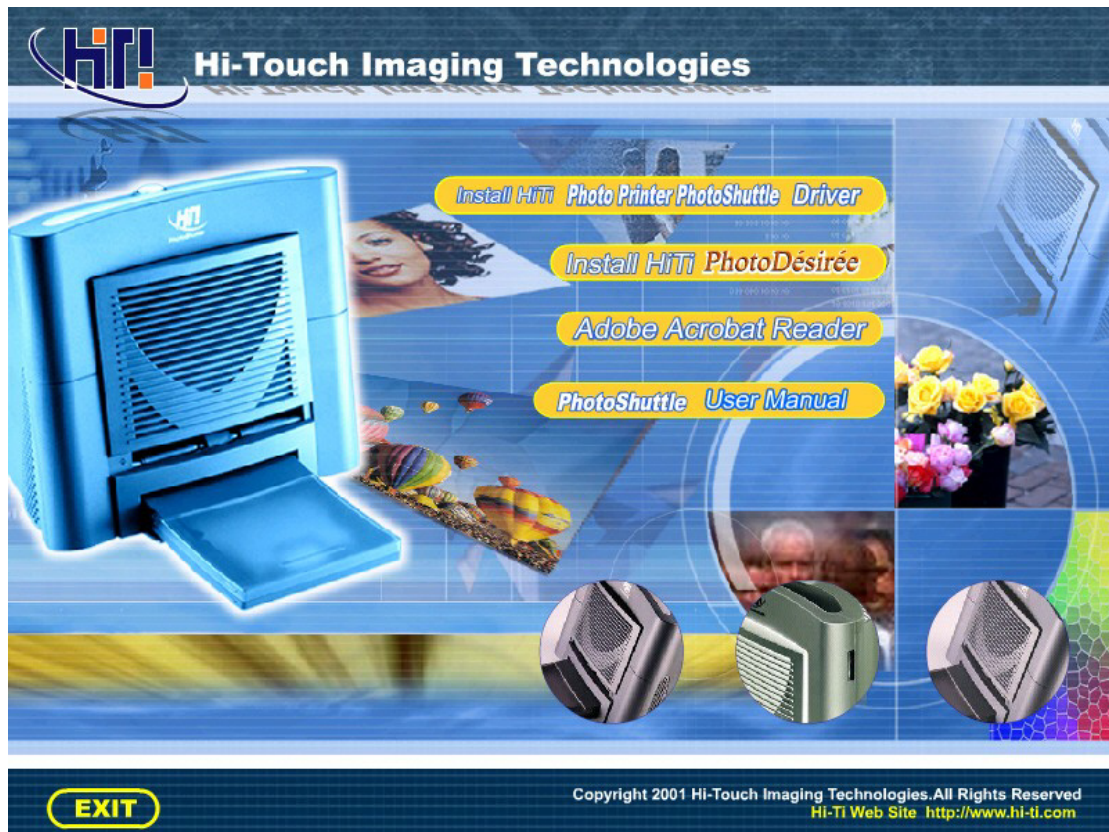 HiTi
Hi-Touch Imaging Technologies
HiTi
Install HiTi Photo Printer PhotoShuttle Driver
Install HiTi PhotoDésirée
Adobe Acrobat Reader
PhotoShuttle User Manual
EXIT
Copyright 2001 Hi-Touch Imaging Technologies.All Rights Reserved
Hi-Ti Web Site http://www.hi-ti.com